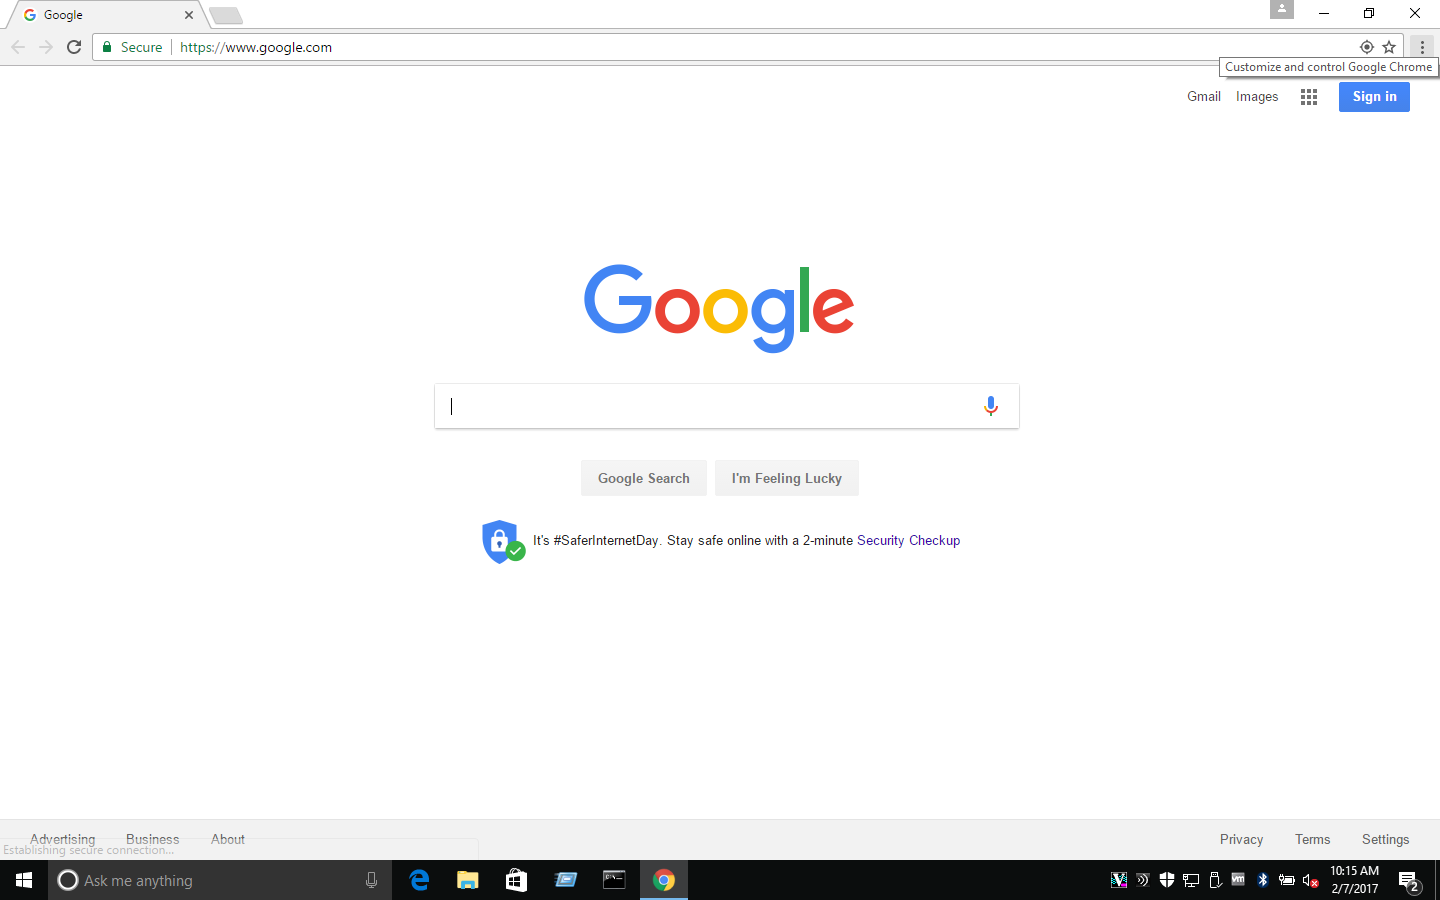 Google
Secure
https://www.google.com
Customize and control Google Chrome
Gmail
Images
Sign in
Google
Google Search
I'm Feeling Lucky
It's #SaferInternetDay. Stay safe online with a 2-minute Security Checkup
Advertising
Business
About
Privacy
Terms
Settings
Establishing secure connection...
Ask me anything
10:15 AM
2/7/2017
2